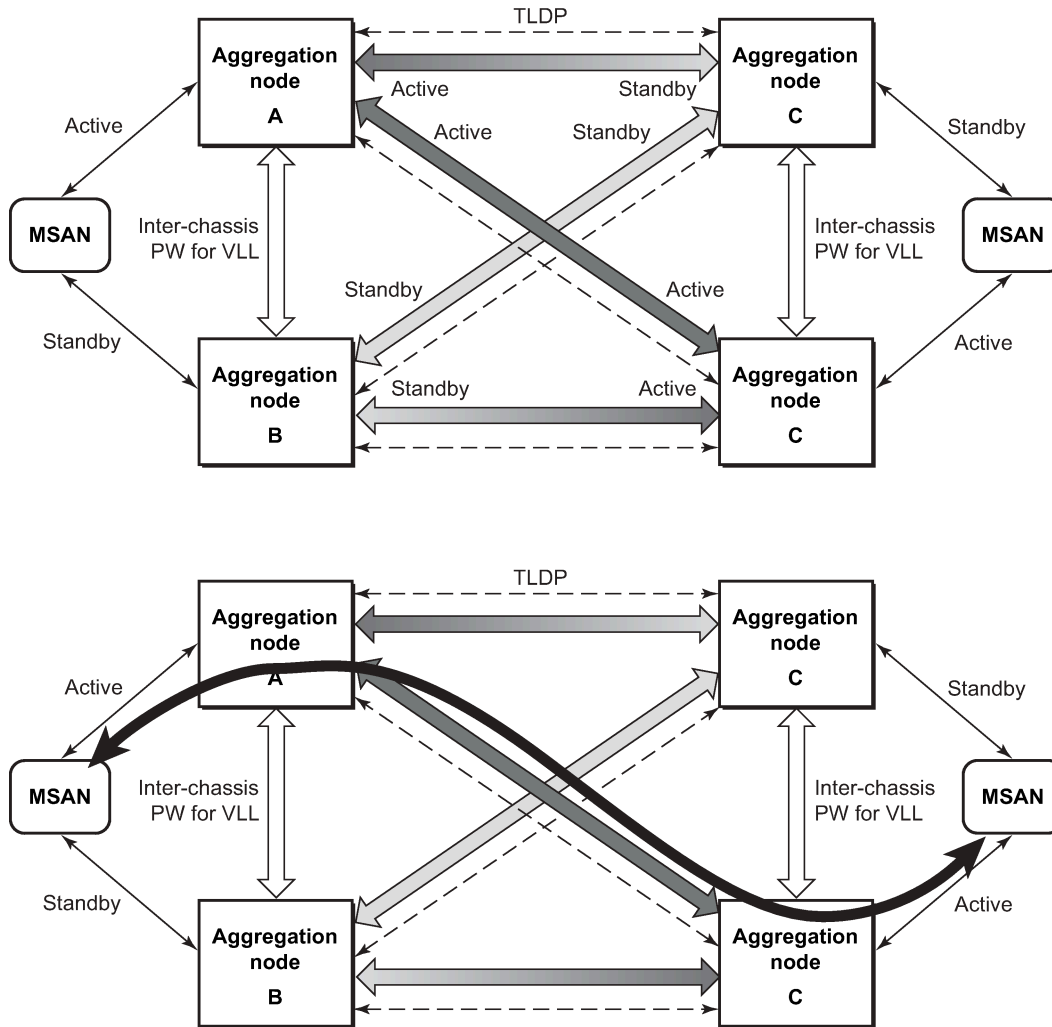 TLDP
Aggregation
node
A
Aggregation
node
C
Active
Standby
Active
Standby
Active
Standby
MSAN
Inter-chassis
PW for VLL
Inter-chassis
PW for VLL
MSAN
Standby
Active
Standby
Active
Aggregation
node
B
Standby
Active
Aggregation
node
C
TLDP
Aggregation
node
A
Aggregation
node
C
Active
Standby
MSAN
Inter-chassis
PW for VLL
Inter-chassis
PW for VLL
MSAN
Standby
Active
Aggregation
node
B
Aggregation
node
C